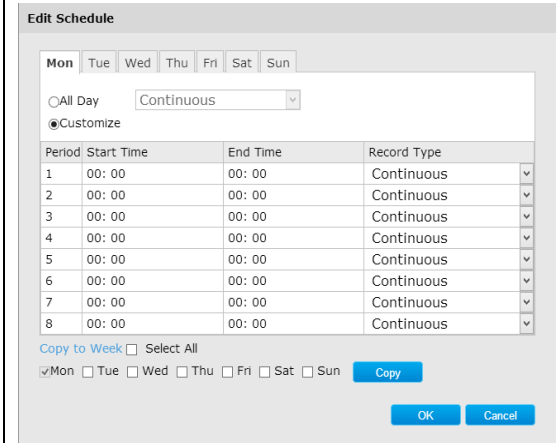 Edit Schedule
Mon Tue Wed Thu Fri Sat Sun
All Day Continuous
Customize
Period Start Time End Time Record Type
1 00: 00 00: 00 Continuous
2 00: 00 00: 00 Continuous
3 00: 00 00: 00 Continuous
4 00: 00 00: 00 Continuous
5 00: 00 00: 00 Continuous
6 00: 00 00: 00 Continuous
7 00: 00 00: 00 Continuous
8 00: 00 00: 00 Continuous
Copy to Week Select All
Mon Tue Wed Thu Fri Sat Sun Copy
OK Cancel